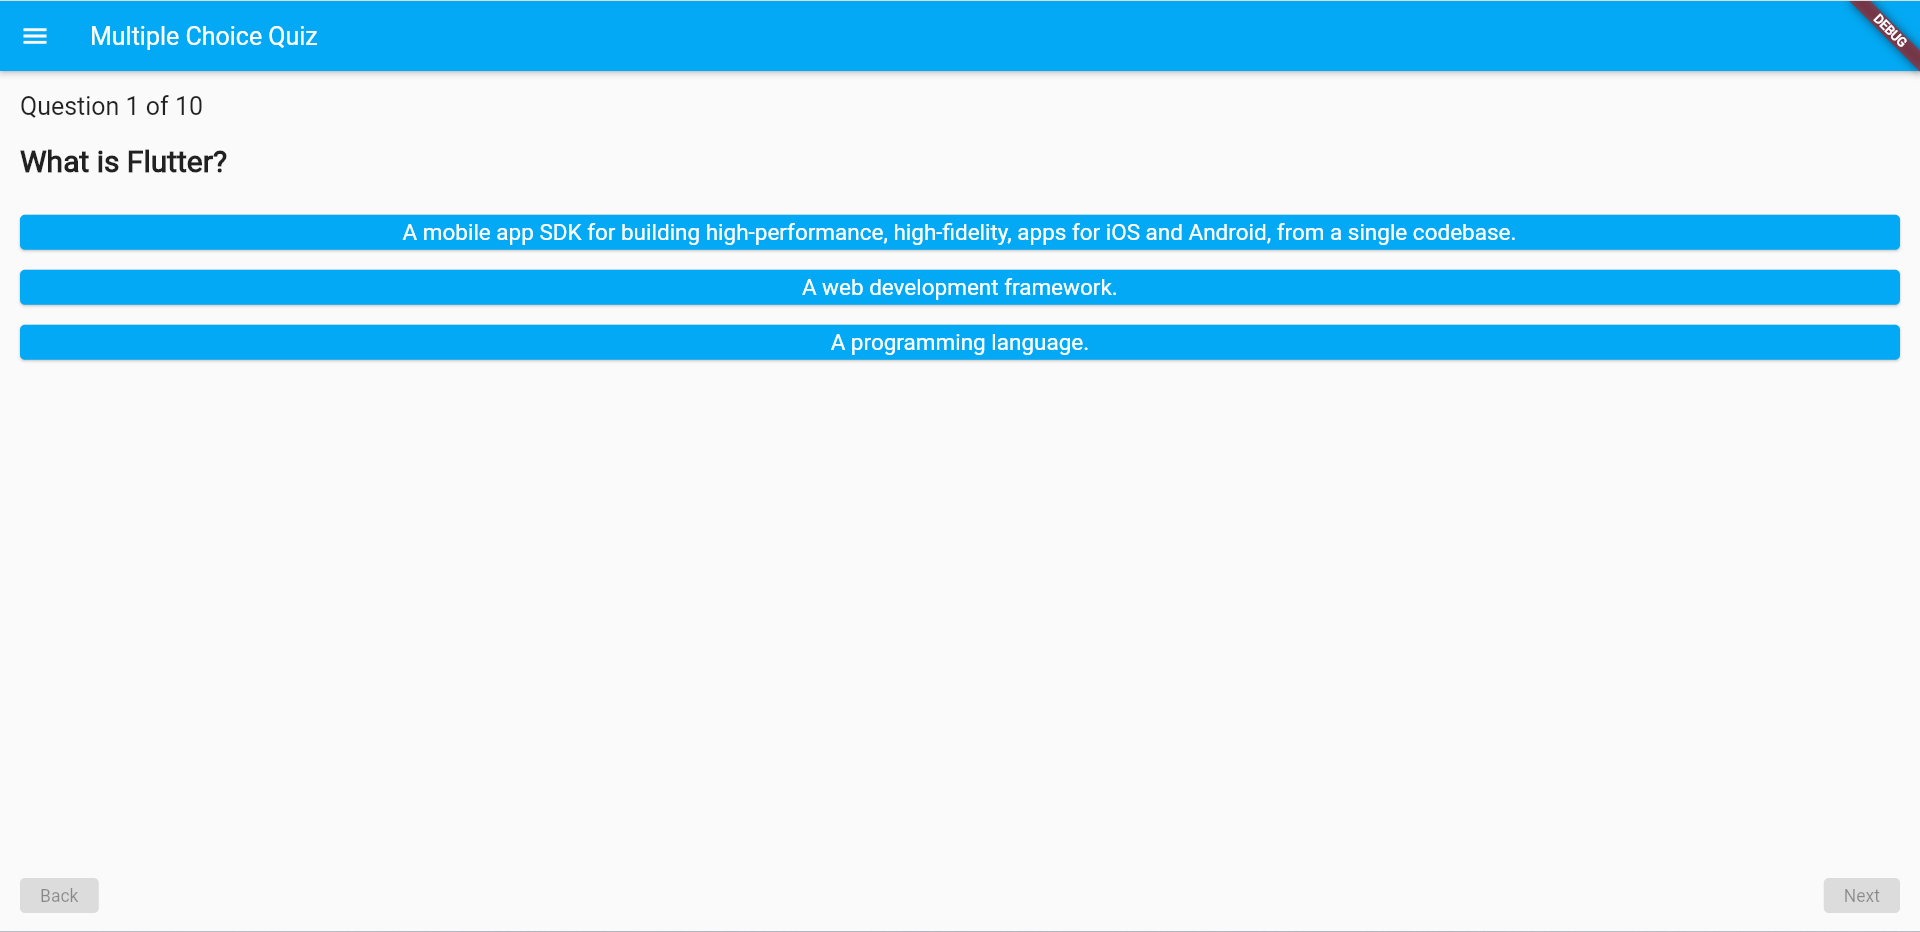 Multiple Choice Quiz
DEBUG
Question 1 of 10
What is Flutter?
A mobile app SDK for building high-performance, high-fidelity, apps for iOS and Android, from a single codebase.
A web development framework.
A programming language.
Back
Next